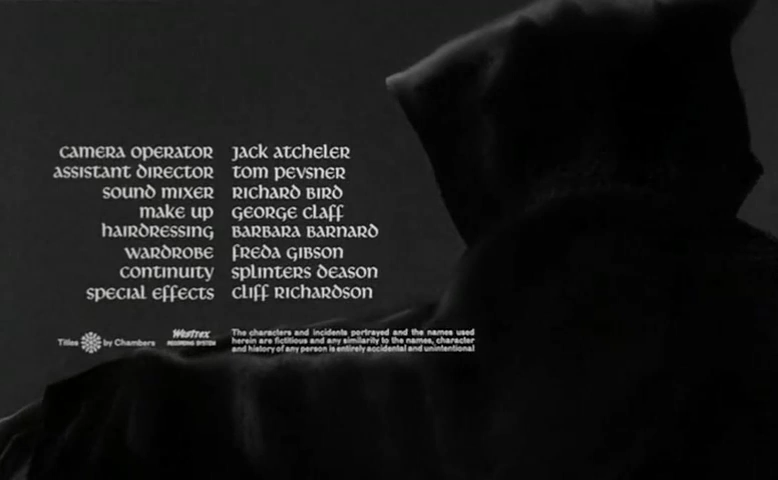 camera operator jack atcheler
assistant director tom pevsner
sound mixer richard bird
make up george claff
hairdressing barbara barnard
wardrobe freda gibson
continuity splinters deason
special effects cliff richardson
Titles by Chambers
Westrex
RECORDING SYSTEM
The characters and incidents portrayed and the names used
herein are fictitious and any similarity to the names, character
and history of any person is entirely accidental and unintentional